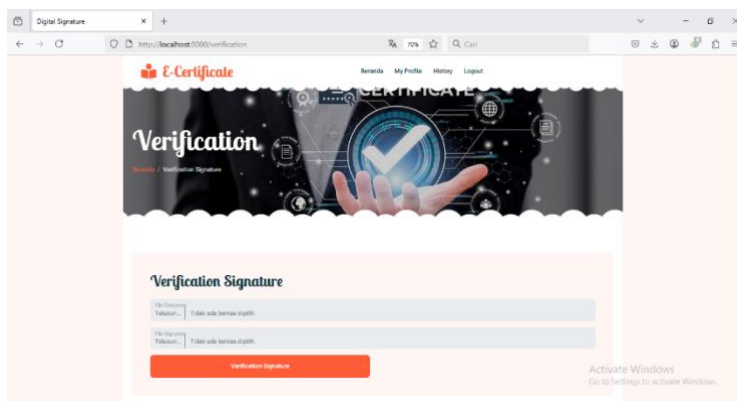 Digital Signature
http://localhost:8000/verification
70%
Cari
E-Certificate
Beranda My Profile History Logout
CERTIFICATE
Verification
Beranda / Verification Signature
Verification Signature
File Document
Telusuri... Tidak ada berkas dipilih.
File Signature
Telusuri... Tidak ada berkas dipilih.
Verification Signature
Activate Windows
Go to Settings to activate Windows.